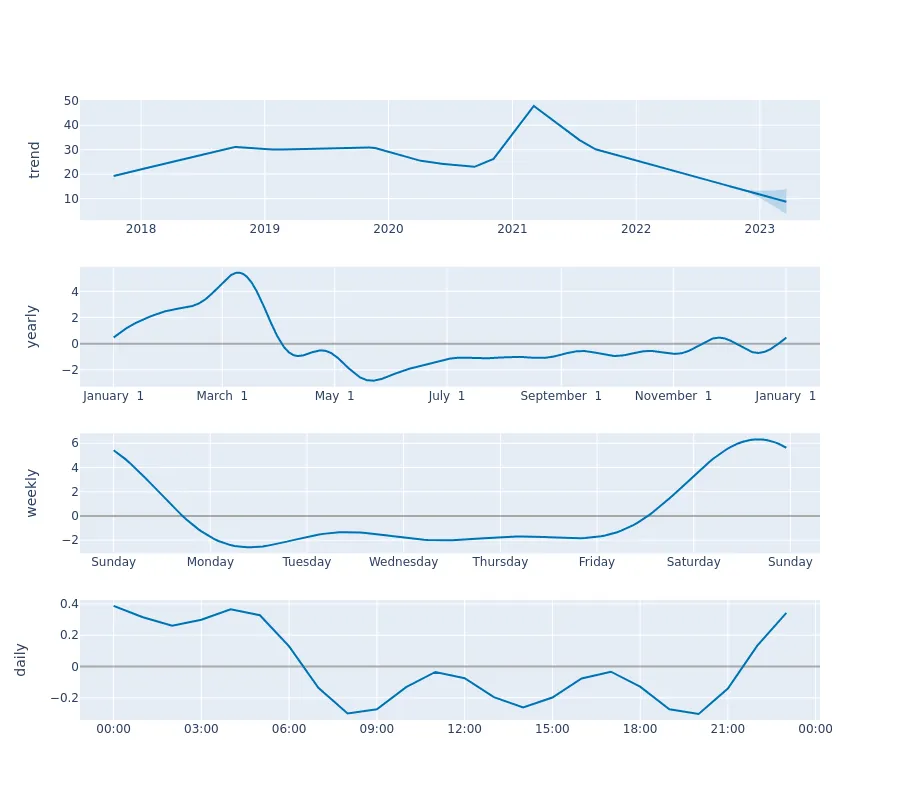 trend
50
40
30
20
10
2018 2019 2020 2021 2022 2023
yearly
4
2
0
−2
January 1 March 1 May 1 July 1 September 1 November 1 January 1
weekly
6
4
2
0
−2
Sunday Monday Tuesday Wednesday Thursday Friday Saturday Sunday
daily
0.4
0.2
0
−0.2
00:00 03:00 06:00 09:00 12:00 15:00 18:00 21:00 00:00